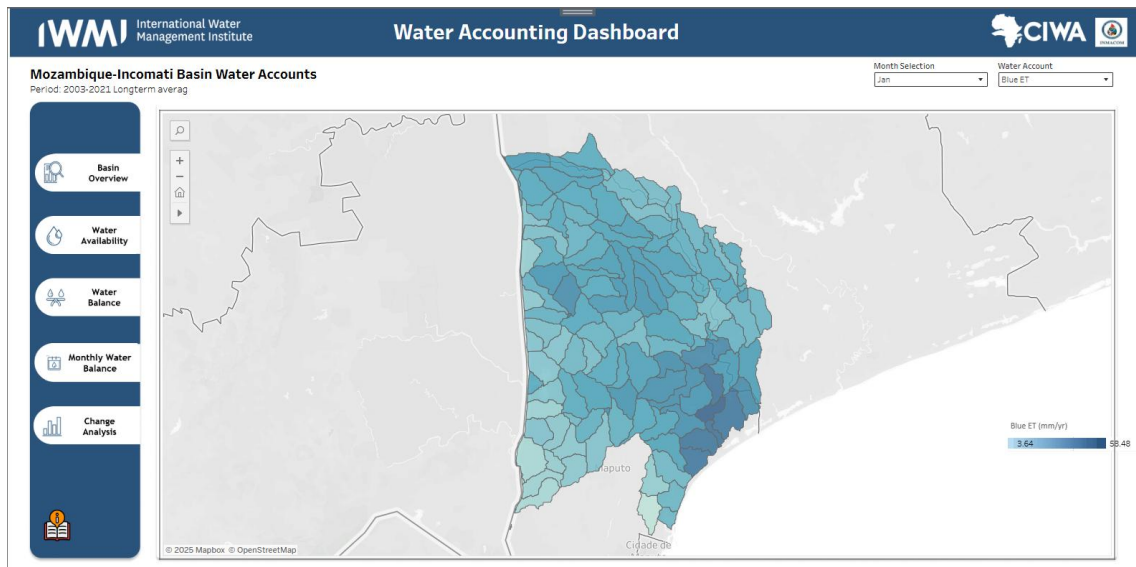 IWMI
International Water
Management Institute
Water Accounting Dashboard
CIWA
INMACOM
Mozambique-Incomati Basin Water Accounts
Period: 2003-2021 Longterm averag
Month Selection
Jan
Water Account
Blue ET
Basin
Overview
Water
Availability
Water
Balance
Monthly Water
Balance
Change
Analysis
+
−
Blue ET (mm/yr)
3.64
58.48
Maputo
Cidade de
© 2025 Mapbox © OpenStreetMap